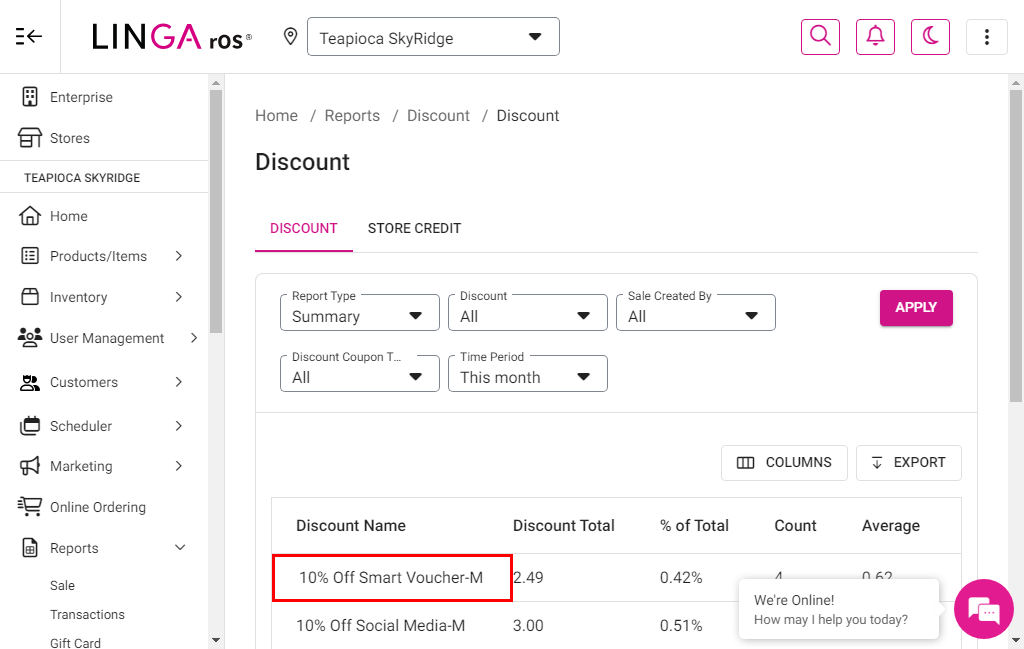 LINGA ros®
Teapioca SkyRidge
Enterprise
Stores
TEAPIOCA SKYRIDGE
Home
Products/Items
Inventory
User Management
Customers
Scheduler
Marketing
Online Ordering
Reports
Sale
Transactions
Gift Card
Home / Reports / Discount / Discount
Discount
DISCOUNT STORE CREDIT
Report Type Discount Sale Created By
Summary All All APPLY
Discount Coupon T... Time Period
All This month
COLUMNS EXPORT
Discount Name Discount Total % of Total Count Average
10% Off Smart Voucher-M 2.49 0.42% 4 0.62
10% Off Social Media-M 3.00 0.51%
We're Online!
How may I help you today?